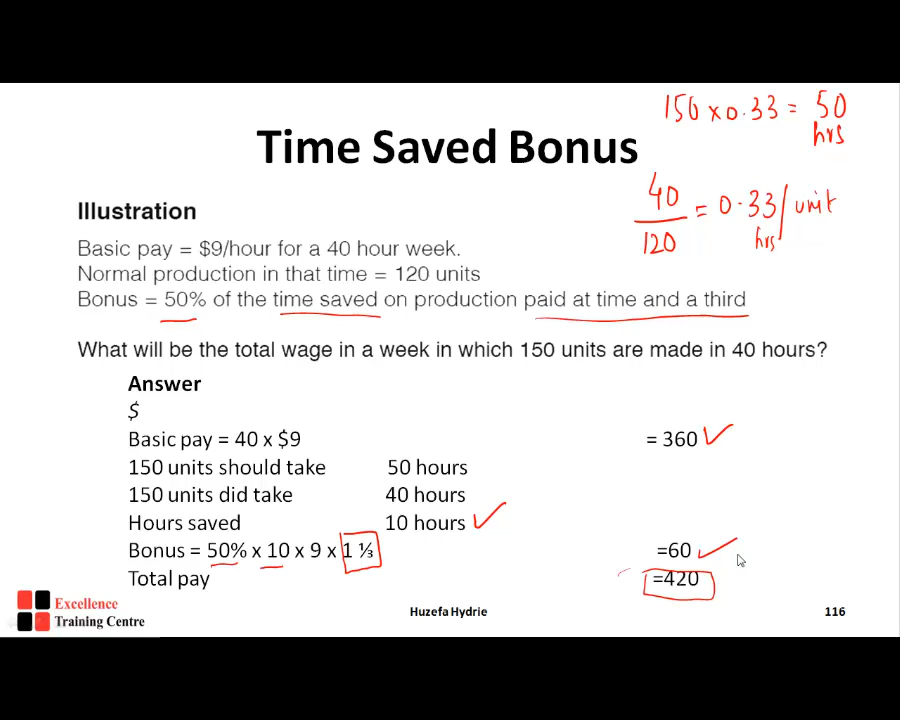 150 x 0.33 = 50
hrs
Time Saved Bonus
40
120
= 0.33/unit
hrs
Illustration
Basic pay = $9/hour for a 40 hour week.
Normal production in that time = 120 units
Bonus = 50% of the time saved on production paid at time and a third
What will be the total wage in a week in which 150 units are made in 40 hours?
Answer
$
Basic pay = 40 x $9 = 360
150 units should take 50 hours
150 units did take 40 hours
Hours saved 10 hours
Bonus = 50% x 10 x 9 x 1 ⅓ =60
Total pay =420
Excellence
Training Centre
Huzefa Hydrie
116